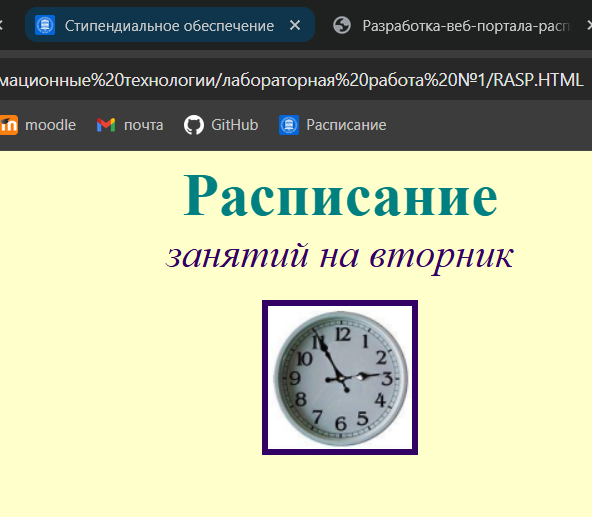 Стипендиальное обеспечение
Разработка-веб-портала-расп
мационные%20технологии/лабораторная%20работа%20№1/RASP.HTML
moodle
почта
GitHub
Расписание
Расписание
занятий на вторник
12
1
2
3
4
5
6
7
8
9
10
11